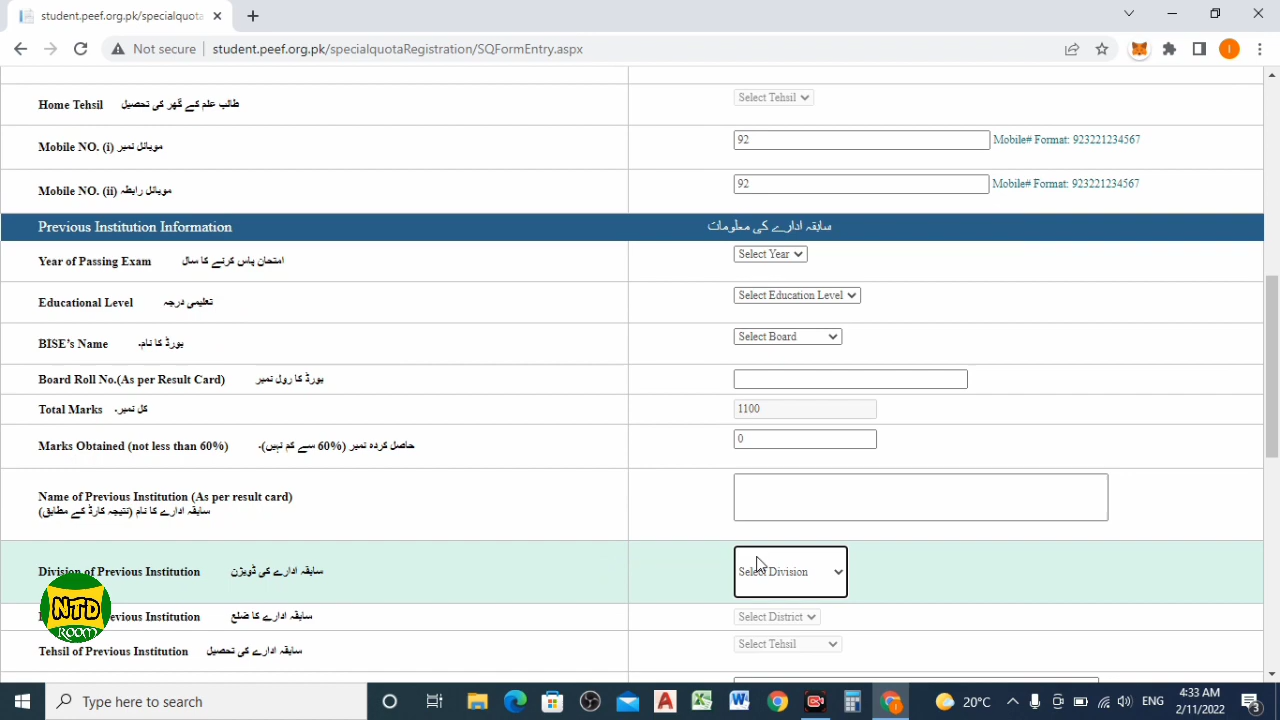 student.peef.org.pk/specialquota
Not secure student.peef.org.pk/specialquotaRegistration/SQFormEntry.aspx
Home Tehsil طالب علم کے گھر کی تحصیل Select Tehsil
Mobile NO. (i) موبائل نمبر 92 Mobile# Format: 923221234567
Mobile NO. (ii) موبائل رابطہ 92 Mobile# Format: 923221234567
Previous Institution Information سابقہ ادارے کی معلومات
Year of Passing Exam امتحان پاس کرنے کا سال Select Year
Educational Level تعلیمی درجہ Select Education Level
BISE's Name بورڈ کا نام۔ Select Board
Board Roll No.(As per Result Card) بورڈ کا رول نمبر
Total Marks کل نمبر۔ 1100
Marks Obtained (not less than 60%) حاصل کردہ نمبر (60% سے کم نہیں)۔ 0
Name of Previous Institution (As per result card)
سابقہ ادارے کا نام (نتیجہ کارڈ کے مطابق)
Division of Previous Institution سابقہ ادارے کی ڈویژن Select Division
Previous Institution سابقہ ادارے کا ضلع Select District
Tehsil of Previous Institution سابقہ ادارے کی تحصیل Select Tehsil
NTD
ROOM
Type here to search
20°C
ENG
4:33 AM
2/11/2022
3